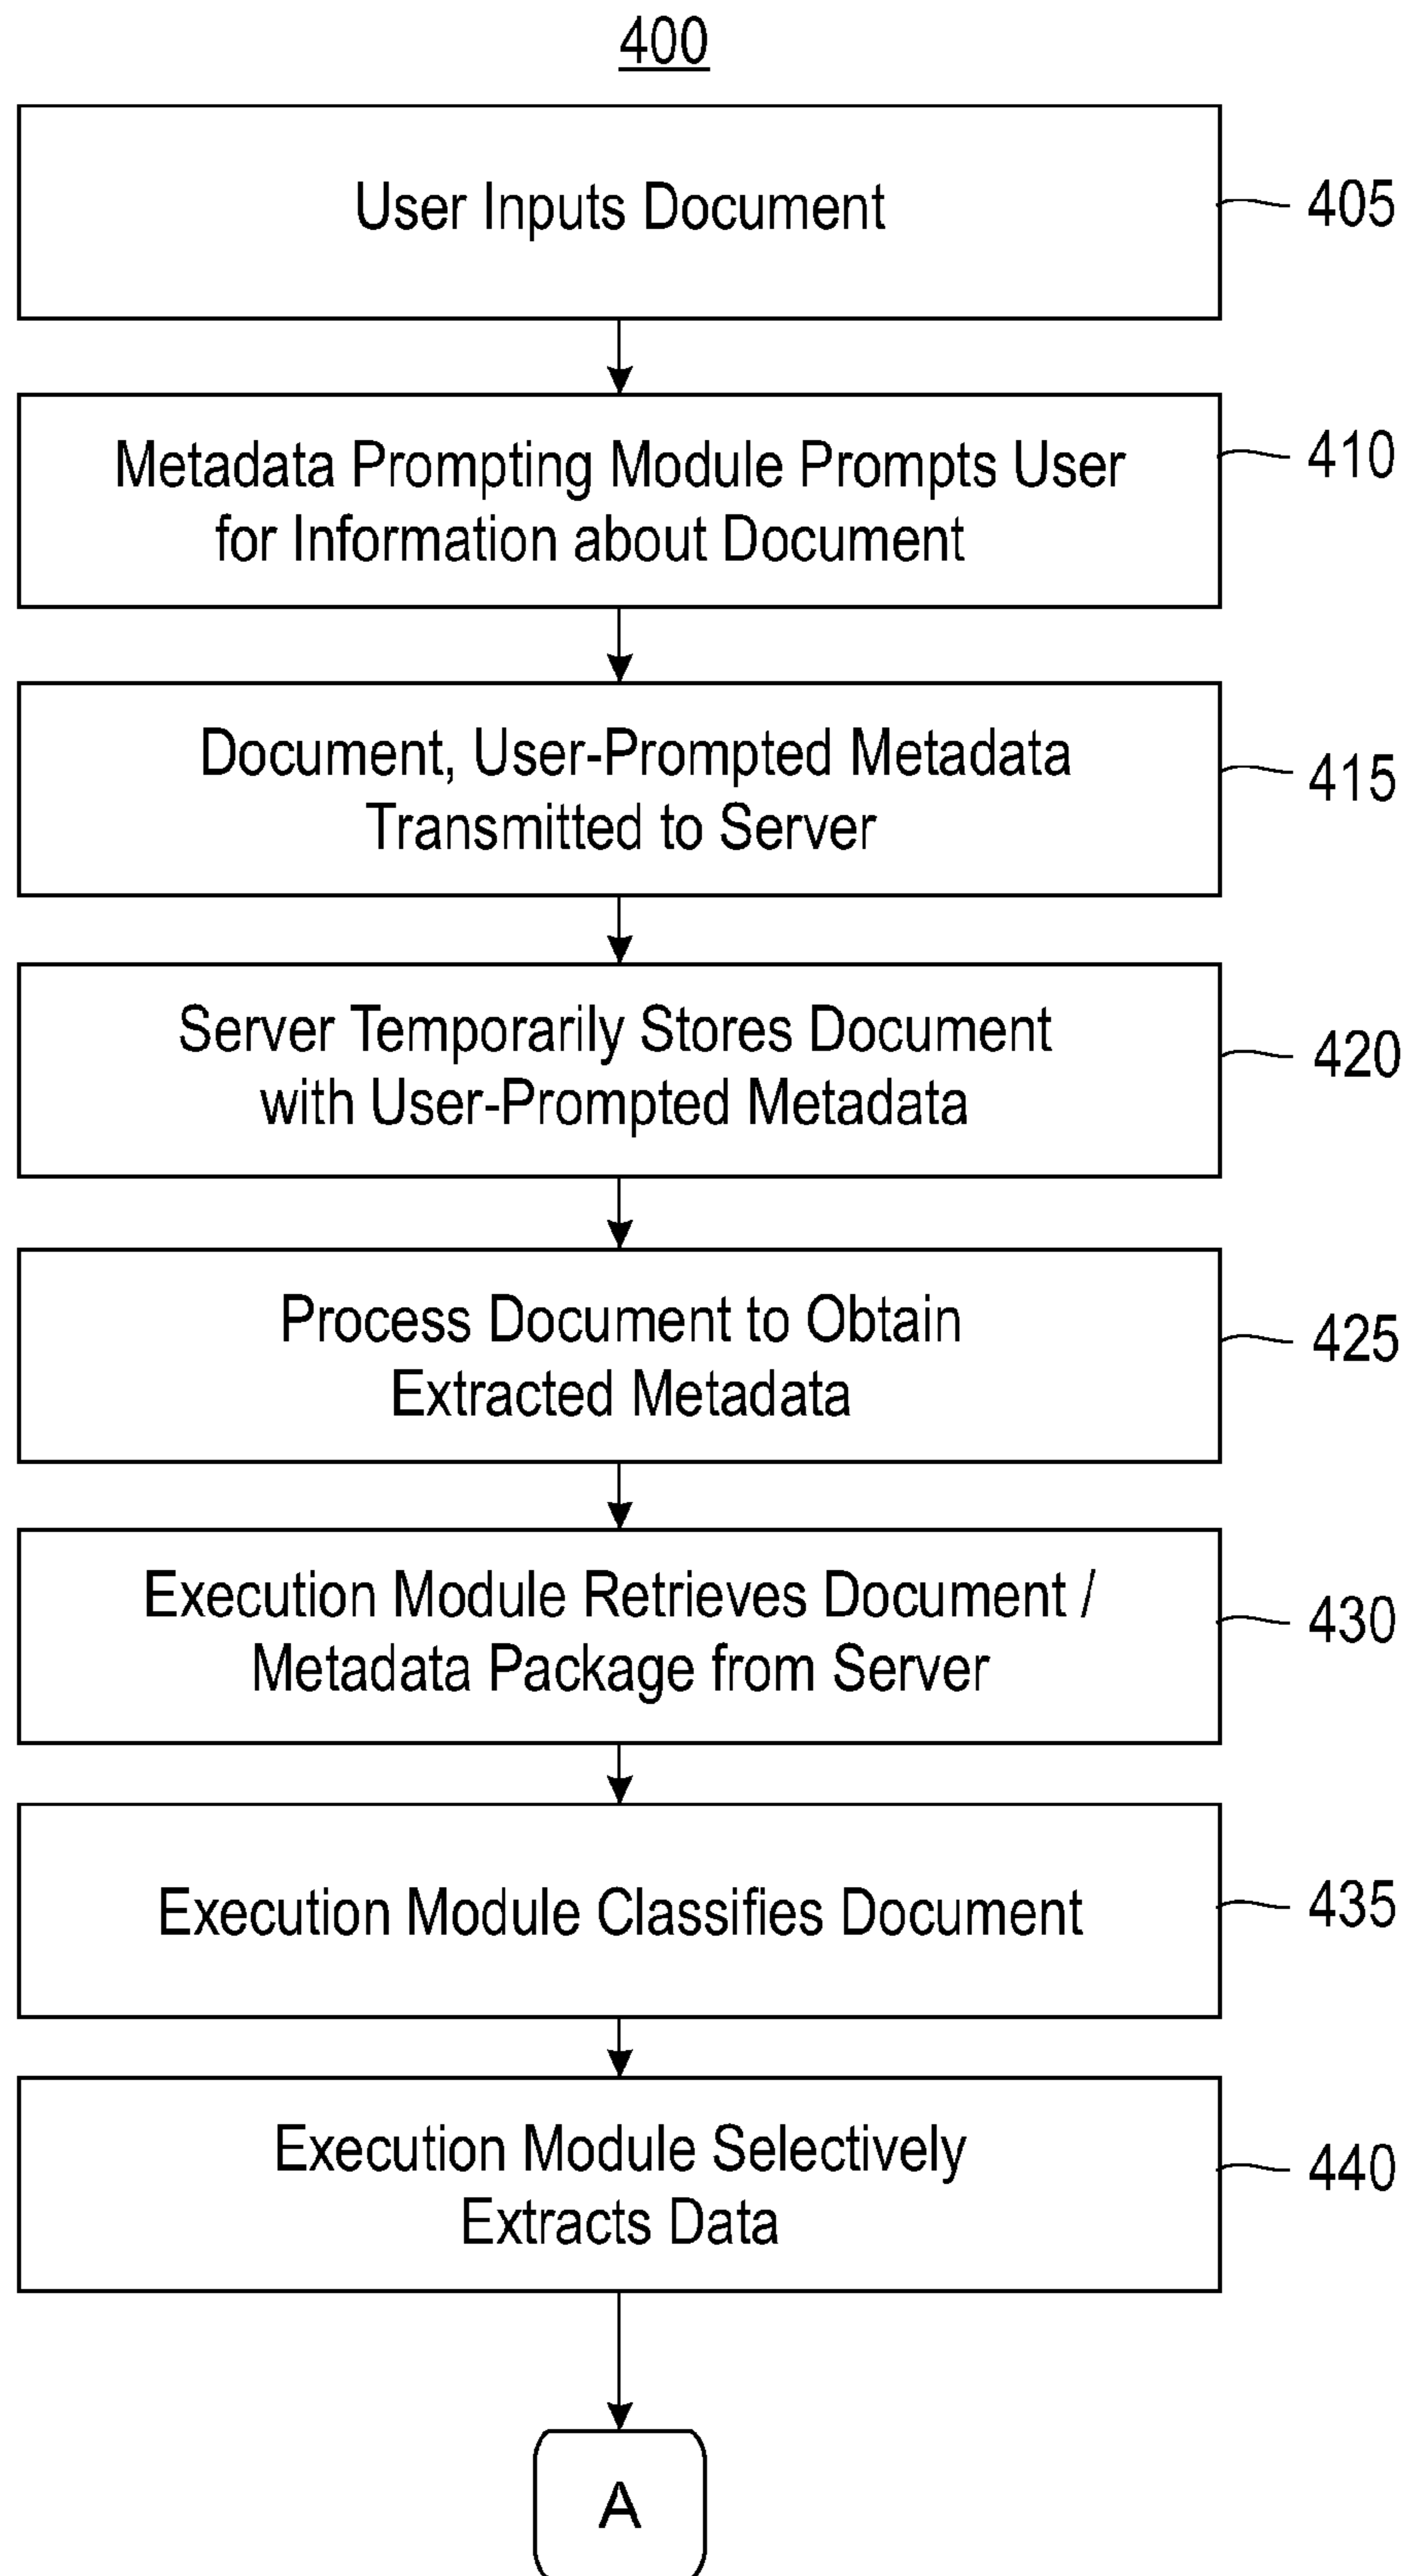 400
User Inputs Document
405
Metadata Prompting Module Prompts User
for Information about Document
410
Document, User-Prompted Metadata
Transmitted to Server
415
Server Temporarily Stores Document
with User-Prompted Metadata
420
Process Document to Obtain
Extracted Metadata
425
Execution Module Retrieves Document /
Metadata Package from Server
430
Execution Module Classifies Document
435
Execution Module Selectively
Extracts Data
440
A